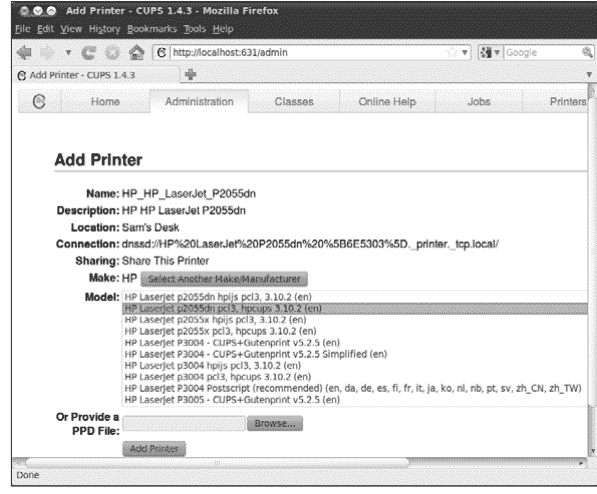 Add Printer - CUPS 1.4.3 - Mozilla Firefox
File Edit View History Bookmarks Tools Help
http://localhost:631/admin
Google
Add Printer - CUPS 1.4.3
Home Administration Classes Online Help Jobs Printers
Add Printer
Name: HP_HP_LaserJet_P2055dn
Description: HP HP LaserJet P2055dn
Location: Sam's Desk
Connection: dnssd://HP%20LaserJet%20P2055dn%20%5B6E5303%5D._printer._tcp.local/
Sharing: Share This Printer
Make: HP Select Another Make/Manufacturer
Model: HP Laserjet p2055dn hpijs pcl3, 3.10.2 (en)
HP Laserjet p2055dn pcl3, hpcups 3.10.2 (en)
HP Laserjet p2055x hpijs pcl3, 3.10.2 (en)
HP Laserjet p2055x pcl3, hpcups 3.10.2 (en)
HP LaserJet P3004 - CUPS+Gutenprint v5.2.5 (en)
HP LaserJet P3004 - CUPS+Gutenprint v5.2.5 Simplified (en)
HP Laserjet p3004 hpijs pcl3, 3.10.2 (en)
HP Laserjet p3004 pcl3, hpcups 3.10.2 (en)
HP LaserJet P3004 Postscript (recommended) (en, da, de, es, fi, fr, it, ja, ko, nl, nb, pt, sv, zh_CN, zh_TW)
HP LaserJet P3005 - CUPS+Gutenprint v5.2.5 (en)
Or Provide a PPD File: Browse...
Add Printer
Done